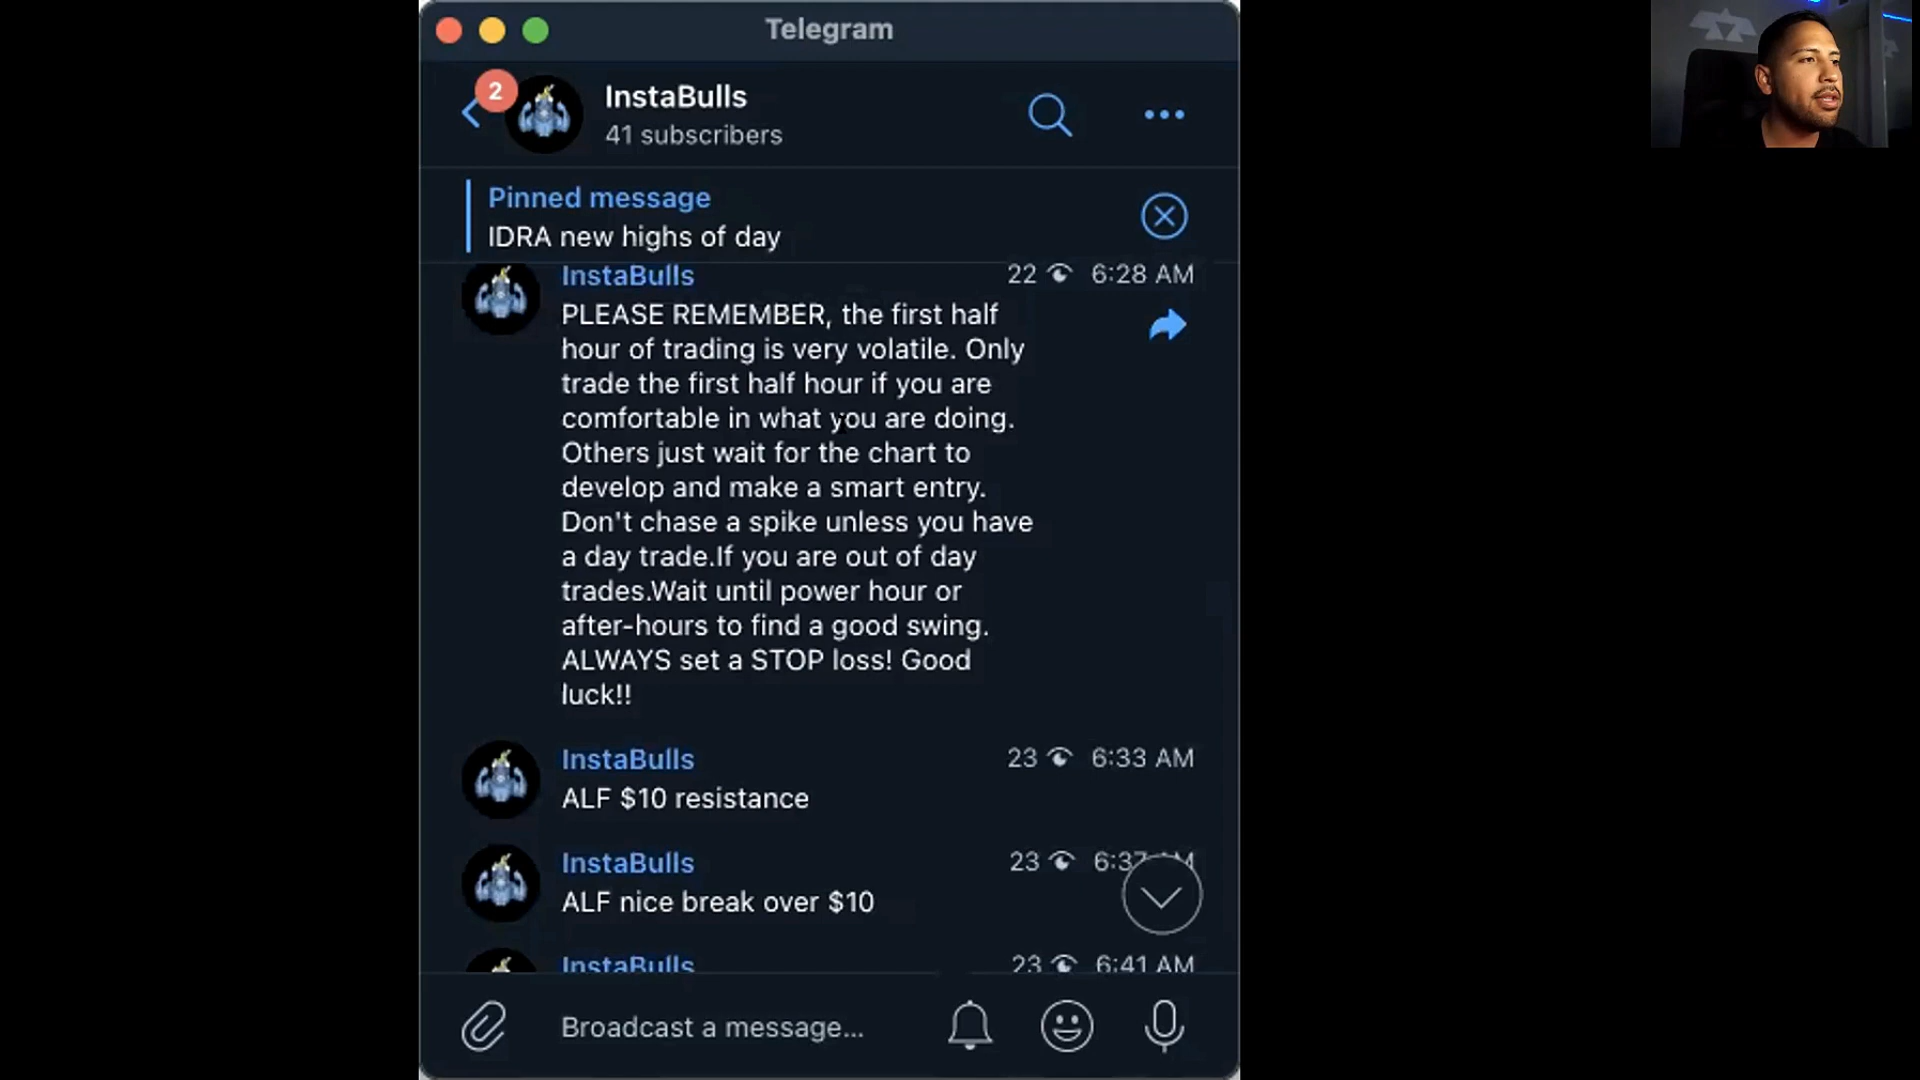 Telegram
2
InstaBulls
41 subscribers
Pinned message
IDRA new highs of day
InstaBulls 22 6:28 AM
PLEASE REMEMBER, the first half
hour of trading is very volatile. Only
trade the first half hour if you are
comfortable in what you are doing.
Others just wait for the chart to
develop and make a smart entry.
Don't chase a spike unless you have
a day trade.If you are out of day
trades.Wait until power hour or
after-hours to find a good swing.
ALWAYS set a STOP loss! Good
luck!!
InstaBulls 23 6:33 AM
ALF $10 resistance
InstaBulls 23 6:37 AM
ALF nice break over $10
InstaBulls 23 6:41 AM
Broadcast a message...